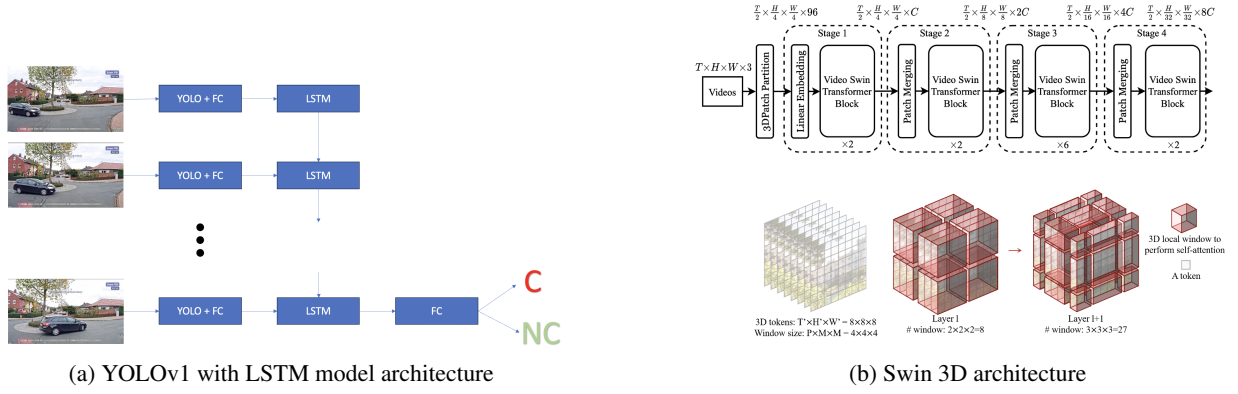 YOLO + FC
LSTM
YOLO + FC
LSTM
YOLO + FC
LSTM
FC
C
NC
(a) YOLOv1 with LSTM model architecture
T/2 × H/4 × W/4 × 96
T/2 × H/4 × W/4 × C
T/2 × H/8 × W/8 × 2C
T/2 × H/16 × W/16 × 4C
T/2 × H/32 × W/32 × 8C
Stage 1
Stage 2
Stage 3
Stage 4
T×H×W×3
Videos
3DPatch Partition
Linear Embedding
Video Swin
Transformer
Block
×2
Patch Merging
Video Swin
Transformer
Block
×2
Patch Merging
Video Swin
Transformer
Block
×6
Patch Merging
Video Swin
Transformer
Block
×2
3D tokens: T'×H'×W' = 8×8×8
Window size: P×M×M = 4×4×4
Layer l
# window: 2×2×2=8
Layer l+1
# window: 3×3×3=27
3D local window to
perform self-attention
A token
(b) Swin 3D architecture